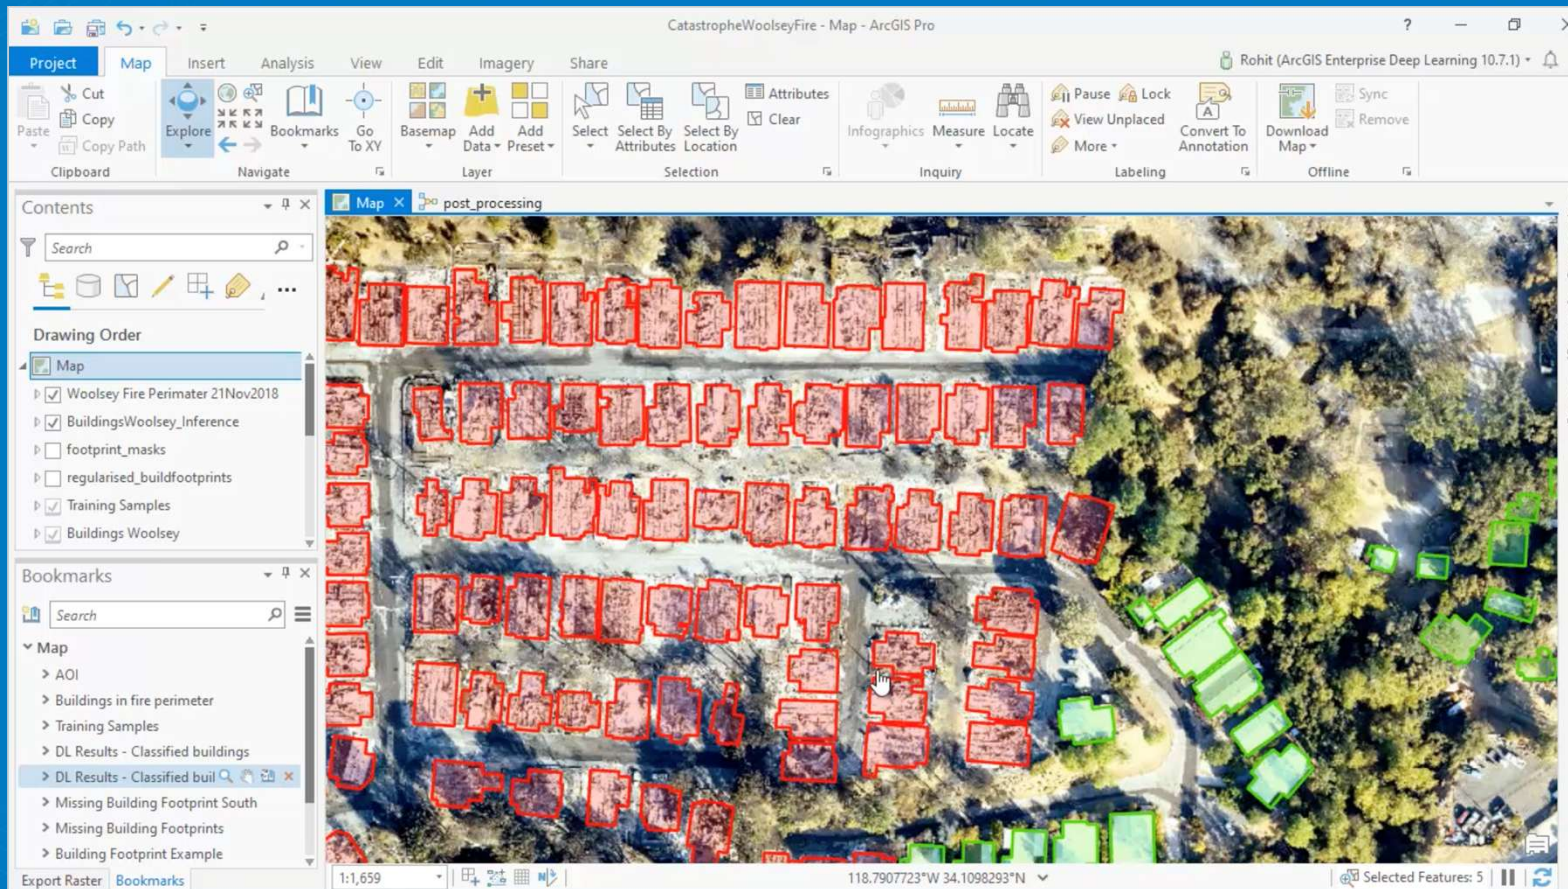 CatastropheWoolseyFire - Map - ArcGIS Pro
?
Project Map Insert Analysis View Edit Imagery Share
Rohit (ArcGIS Enterprise Deep Learning 10.7.1)
Paste
Cut
Copy
Copy Path
Clipboard
Explore
Bookmarks
Go
To XY
Navigate
Basemap
Add
Data
Add
Preset
Layer
Select
Select By
Attributes
Select By
Location
Attributes
Clear
Selection
Infographics
Measure
Locate
Inquiry
Pause
Lock
View Unplaced
More
Convert To
Annotation
Labeling
Download
Map
Sync
Remove
Offline
Contents
Search
Drawing Order
Map
Woolsey Fire Perimater 21Nov2018
BuildingsWoolsey_Inference
footprint_masks
regularised_buildfootprints
Training Samples
Buildings Woolsey
Bookmarks
Search
Map
AOI
Buildings in fire perimeter
Training Samples
DL Results - Classified buildings
DL Results - Classified buil
Missing Building Footprint South
Missing Building Footprints
Building Footprint Example
Export Raster Bookmarks
Map post_processing
1:1,659
118.7907723°W 34.1098293°N
Selected Features: 5